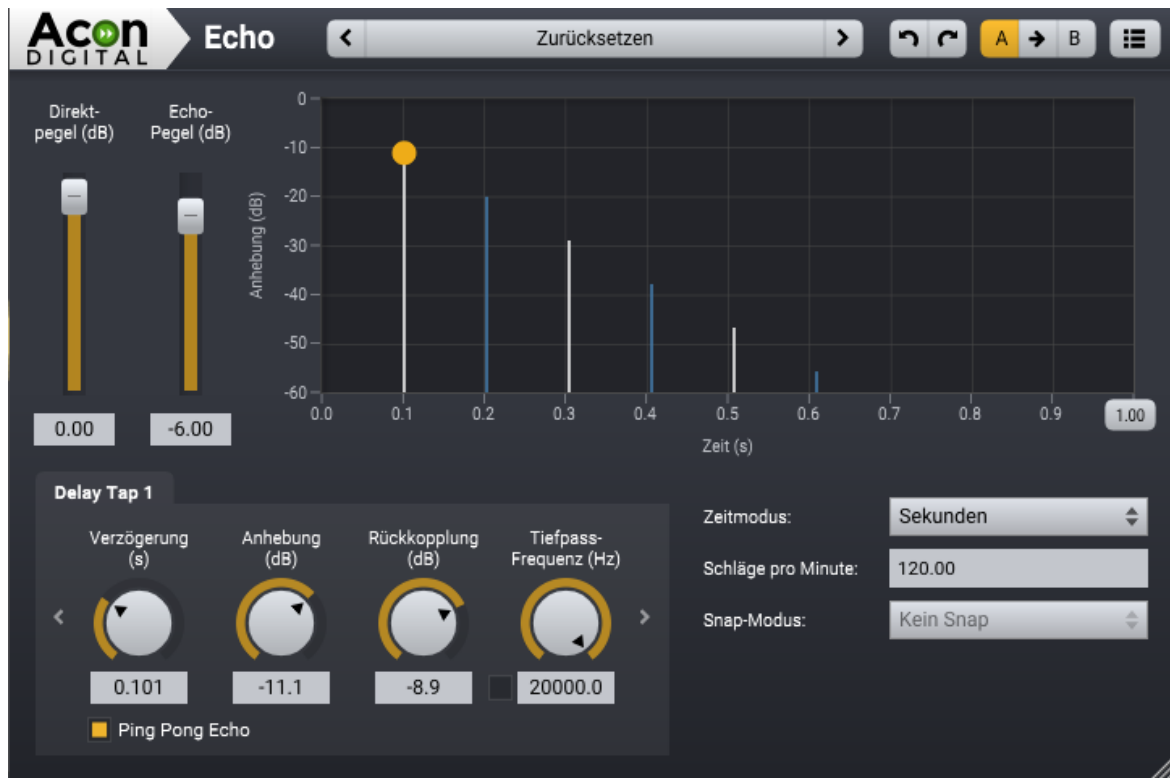 Acon
DIGITAL
Echo
Zurücksetzen
A
B
Direkt-
pegel (dB)
Echo-
Pegel (dB)
Anhebung (dB)
0
-10
-20
-30
-40
-50
-60
0.0 0.1 0.2 0.3 0.4 0.5 0.6 0.7 0.8 0.9 1.00
Zeit (s)
0.00
-6.00
Delay Tap 1
Verzögerung
(s)
Anhebung
(dB)
Rückkopplung
(dB)
Tiefpass-
Frequenz (Hz)
0.101
-11.1
-8.9
20000.0
Ping Pong Echo
Zeitmodus:
Sekunden
Schläge pro Minute:
120.00
Snap-Modus:
Kein Snap